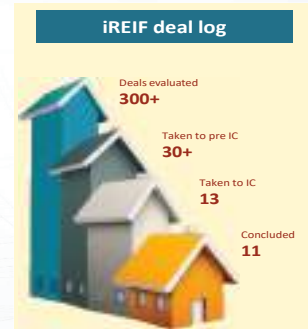 iREIF deal log
Deals evaluated
300+
Taken to pre IC
30+
Taken to IC
13
Concluded
11